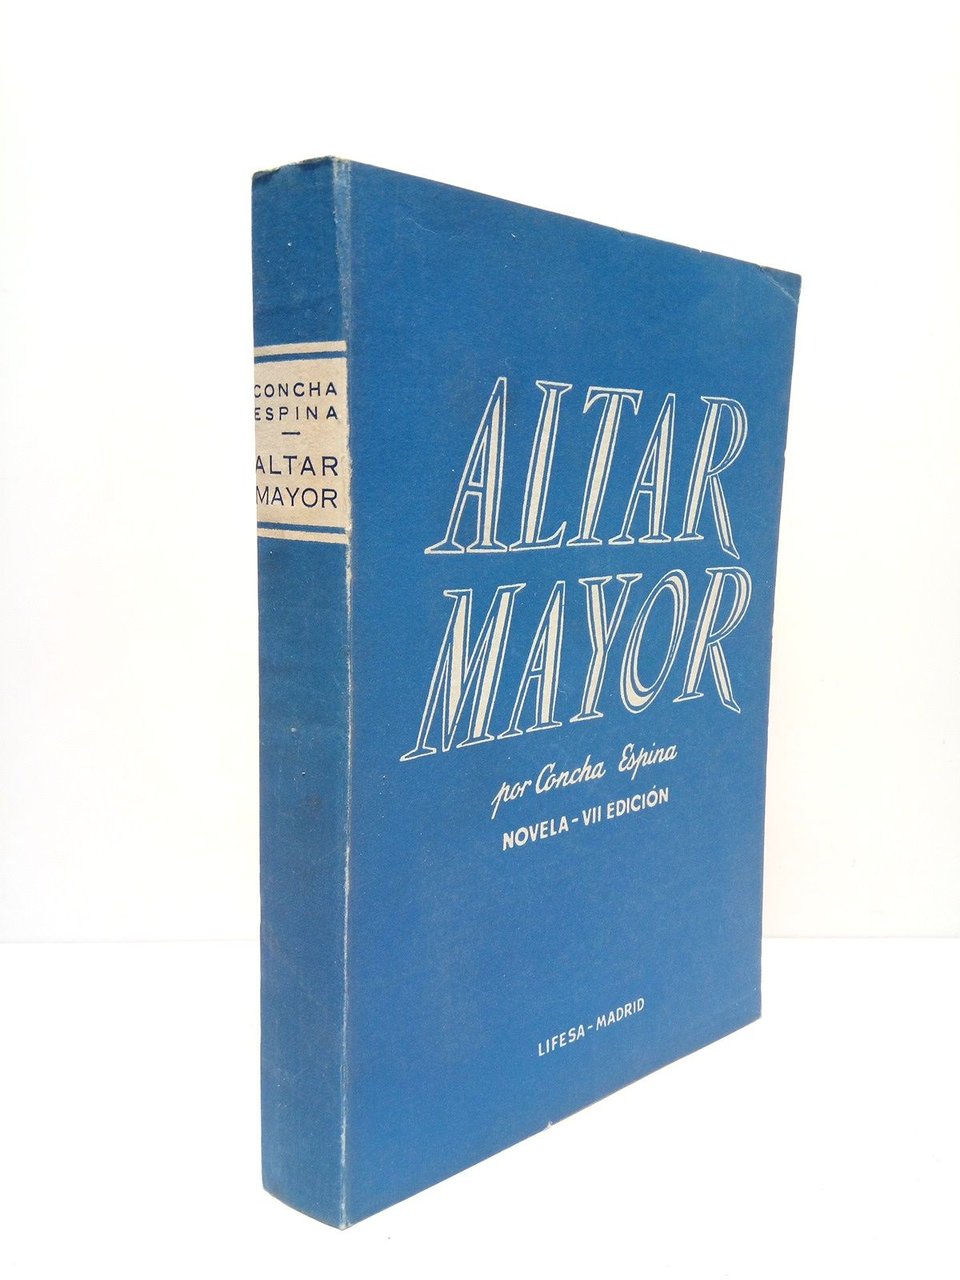 CONCHA
ESPINA
—
ALTAR
MAYOR
ALTAR
MAYOR
por Concha Espina
NOVELA - VII EDICIÓN
LIFESA - MADRID